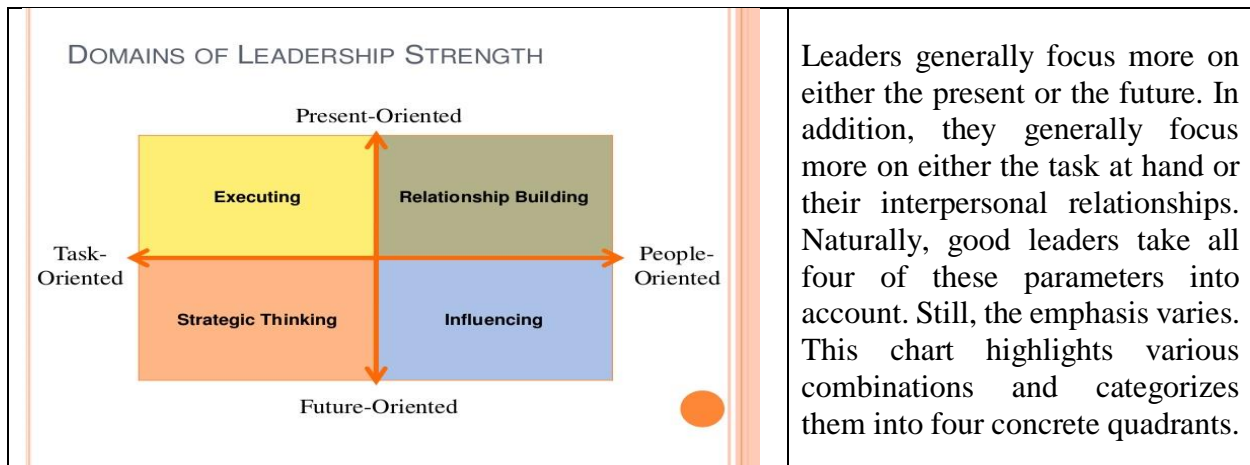 DOMAINS OF LEADERSHIP STRENGTH
Present-Oriented
Executing
Relationship Building
Task-
Oriented
People-
Oriented
Strategic Thinking
Influencing
Future-Oriented
Leaders generally focus more on
either the present or the future. In
addition, they generally focus
more on either the task at hand or
their interpersonal relationships.
Naturally, good leaders take all
four of these parameters into
account. Still, the emphasis varies.
This chart highlights various
combinations and categorizes
them into four concrete quadrants.